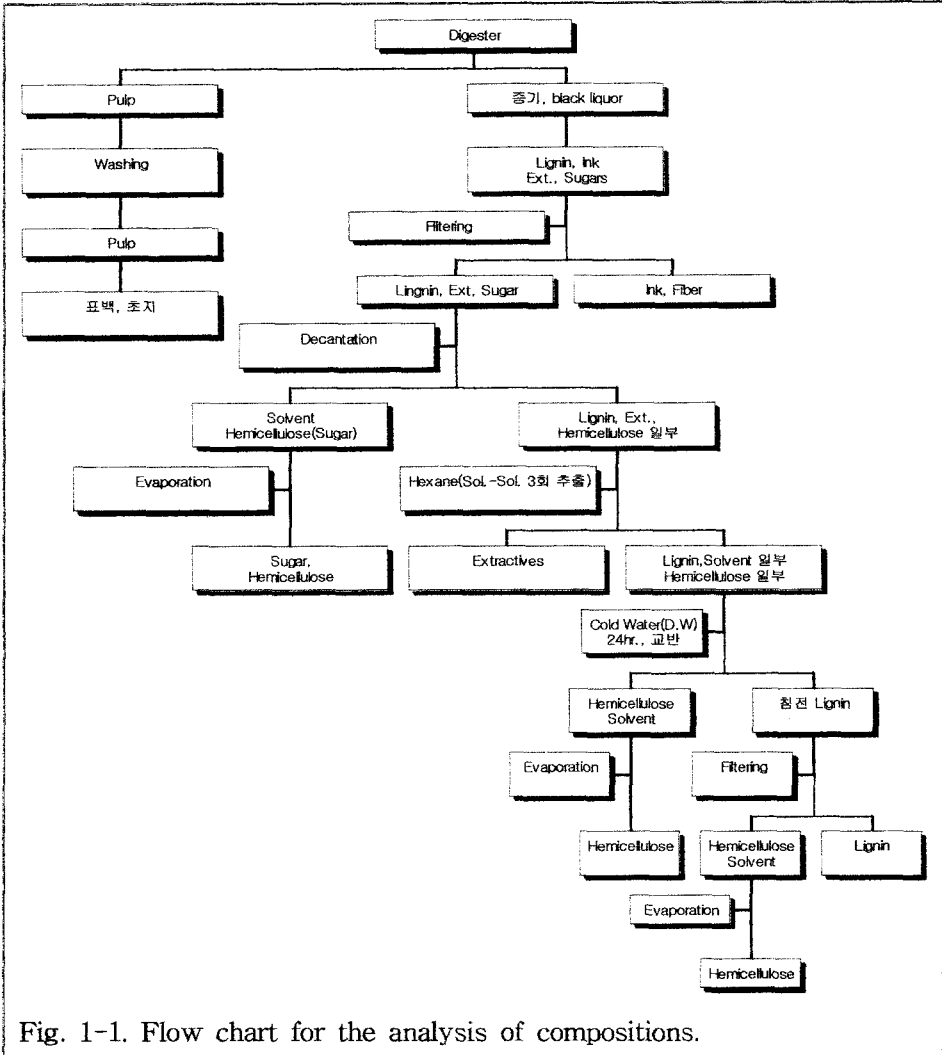 Digester
Pulp
증기, black liquor
Washing
Lignin, Ink
Ext., Sugars
Filtering
Pulp
Lingnin, Ext, Sugar
Ink, Fiber
표백, 초지
Decantation
Solvent
Hemicellulose(Sugar)
Lignin, Ext.,
Hemicellulose 일부
Evaporation
Hexane(Sol.-Sol. 3회 추출)
Sugar,
Hemicellulose
Extractives
Lignin,Solvent 일부
Hemicellulose 일부
Cold Water(D.W)
24hr., 교반
Hemicellulose
Solvent
침전 Lignin
Evaporation
Filtering
Hemicellulose
Hemicellulose
Solvent
Lignin
Evaporation
Hemicellulose
Fig. 1-1. Flow chart for the analysis of compositions.